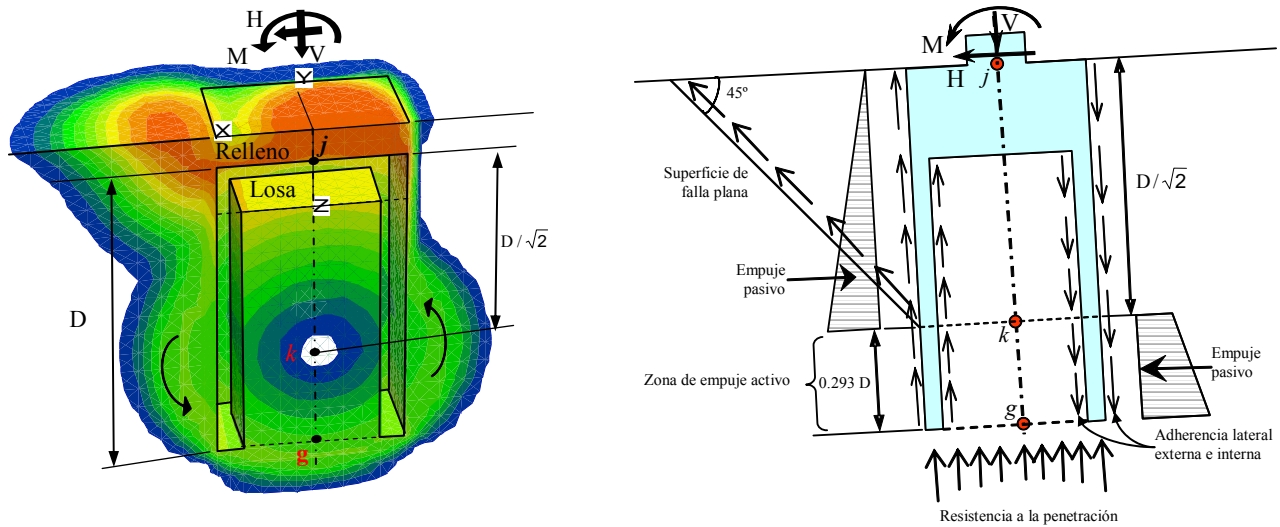 H
M
V
Y
X
Relleno
j
Losa
Z
D / √2
D
k
g
V
M
H
j
45º
Superficie de
falla plana
D / √2
Empuje
pasivo
k
Zona de empuje activo
0.293 D
Empuje
pasivo
g
Adherencia lateral
externa e interna
Resistencia a la penetración